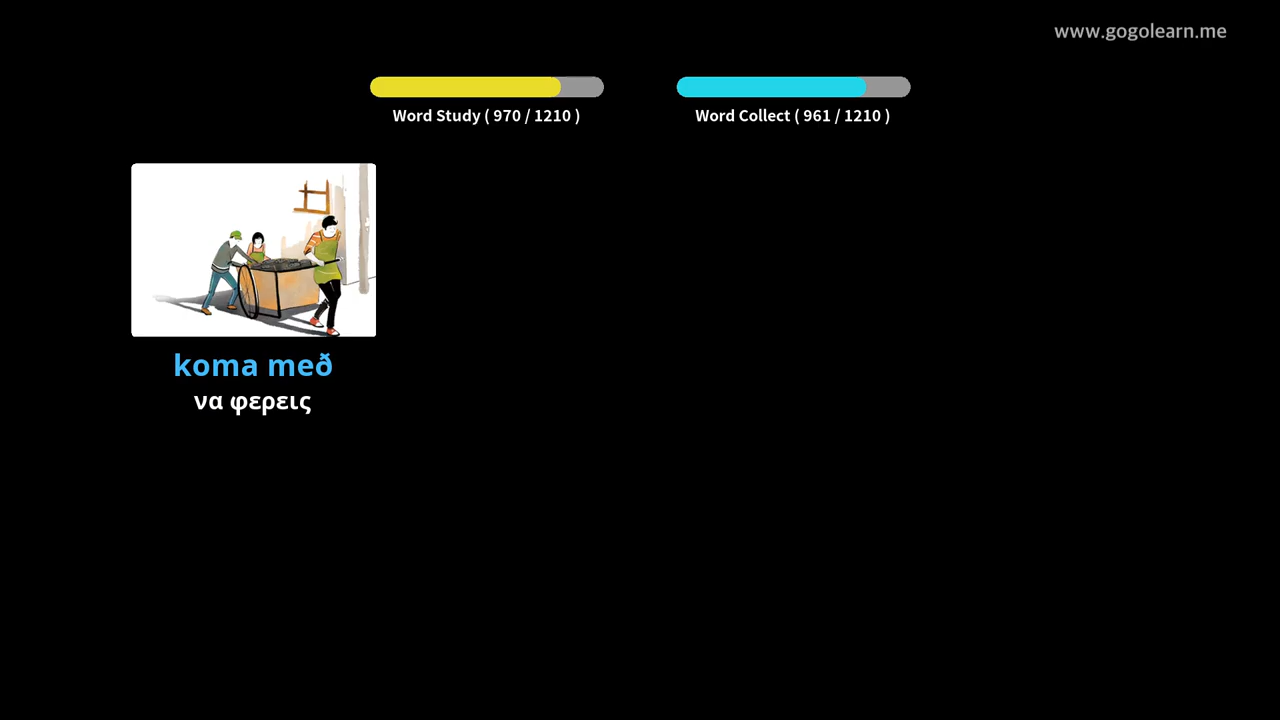 www.gogolearn.me
Word Study ( 970 / 1210 )
Word Collect ( 961 / 1210 )
koma með
να φερεις